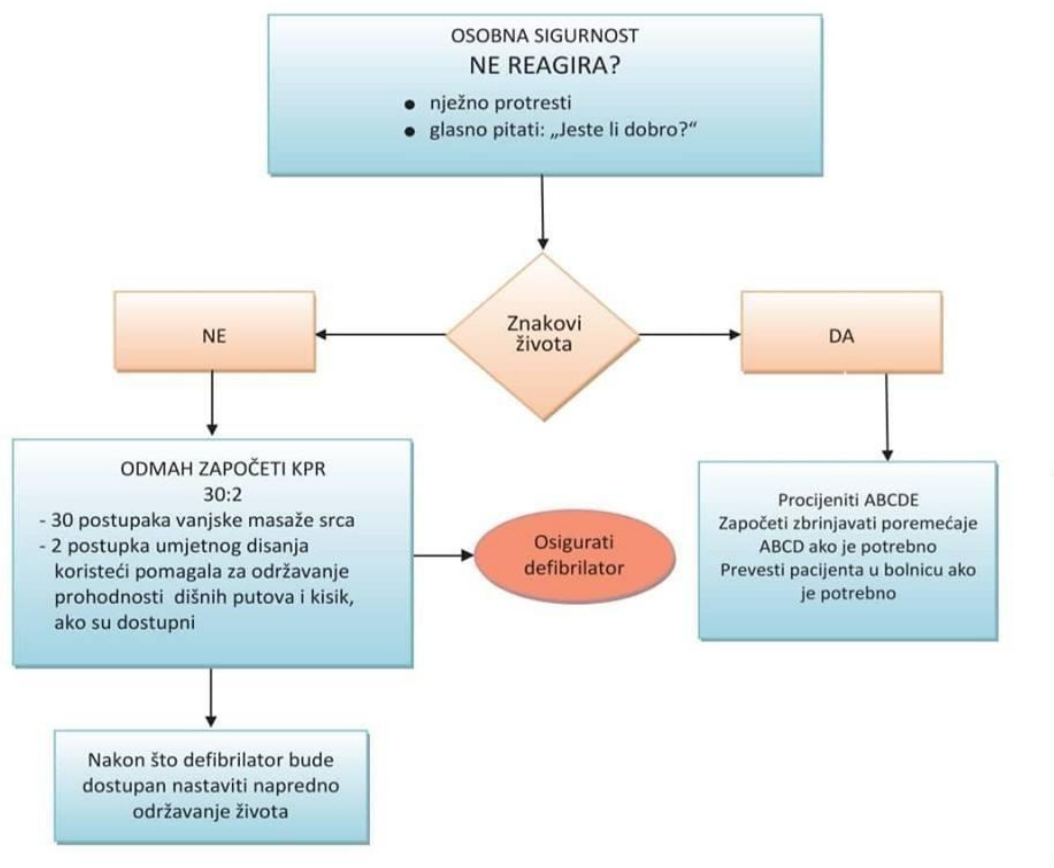 OSOBNA SIGURNOST
NE REAGIRA?
● nježno protresti
● glasno pitati: „Jeste li dobro?“
Znakovi
života
NE
DA
ODMAH ZAPOČETI KPR
30:2
- 30 postupaka vanjske masaže srca
- 2 postupka umjetnog disanja
koristeći pomagala za održavanje
prohodnosti dišnih putova i kisik,
ako su dostupni
Osigurati
defibrilator
Procijeniti ABCDE
Započeti zbrinjavati poremećaje
ABCD ako je potrebno
Prevesti pacijenta u bolnicu ako
je potrebno
Nakon što defibrilator bude
dostupan nastaviti napredno
održavanje života